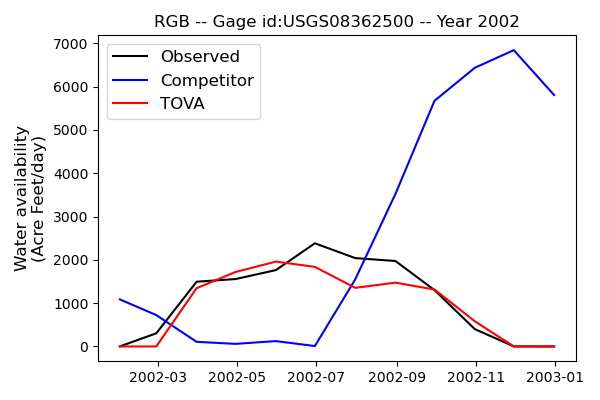 RGB -- Gage id:USGS08362500 -- Year 2002
Water availability
(Acre Feet/day)
7000
6000
5000
4000
3000
2000
1000
0
Observed
Competitor
TOVA
2002-03
2002-05
2002-07
2002-09
2002-11
2003-01